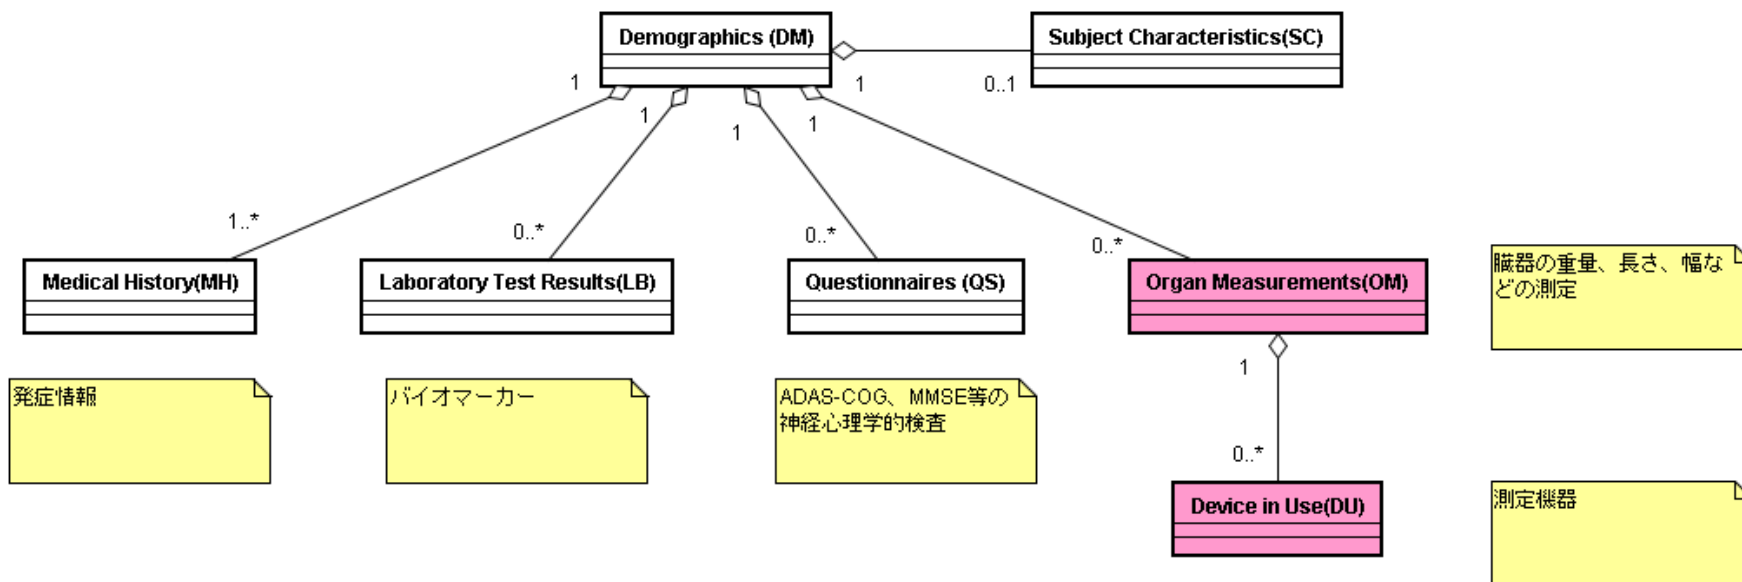 Demographics (DM)
Subject Characteristics(SC)
1
1
1
1
1
0..1
1..*
0..*
0..*
0..*
Medical History(MH)
Laboratory Test Results(LB)
Questionnaires (QS)
Organ Measurements(OM)
臓器の重量、長さ、幅な
どの測定
1
発症情報
バイオマーカー
ADAS-COG、MMSE等の
神経心理学的検査
0..*
Device in Use(DU)
測定機器